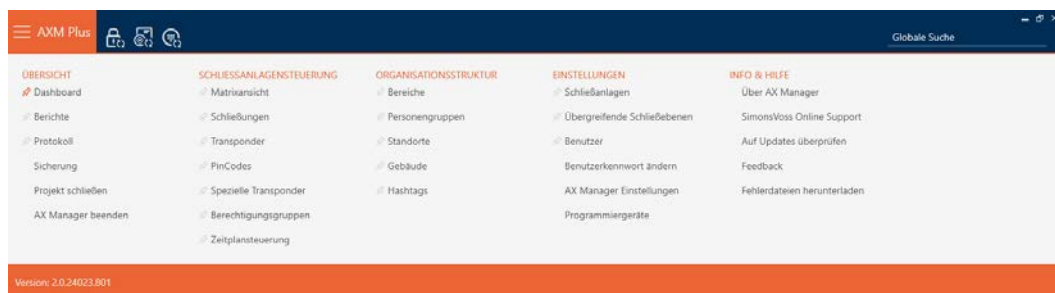 AXM Plus
Globale Suche
ÜBERSICHT
Dashboard
Berichte
Protokoll
Sicherung
Projekt schließen
AX Manager beenden
SCHLIESSANLAGENSTEUERUNG
Matrixansicht
Schließungen
Transponder
PinCodes
Spezielle Transponder
Berechtigungsgruppen
Zeitplansteuerung
ORGANISATIONSSTRUKTUR
Bereiche
Personengruppen
Standorte
Gebäude
Hashtags
EINSTELLUNGEN
Schließanlagen
Übergreifende Schließebenen
Benutzer
Benutzerkennwort ändern
AX Manager Einstellungen
Programmiergeräte
INFO & HILFE
Über AX Manager
SimonsVoss Online Support
Auf Updates überprüfen
Feedback
Fehlerdateien herunterladen
Version: 2.0.24023.801